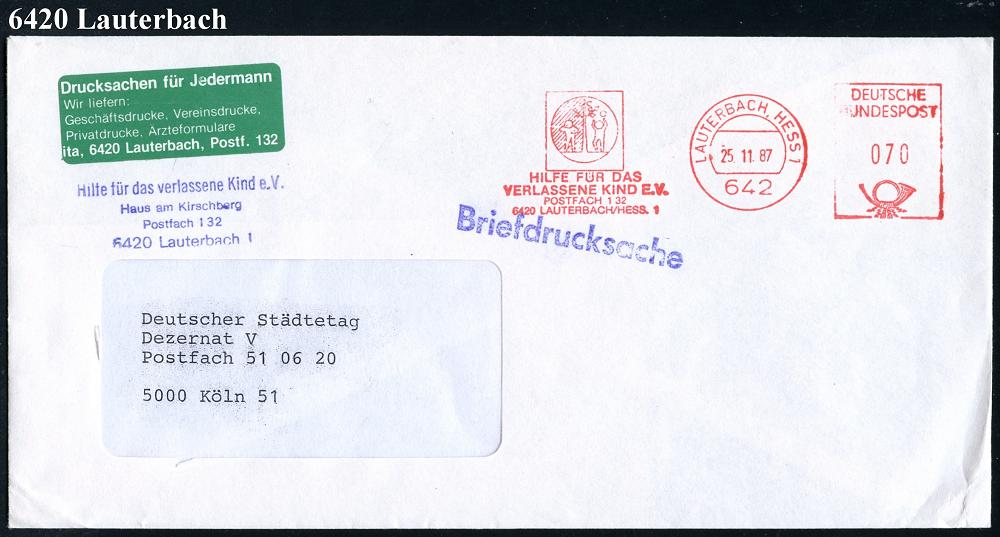 6420 Lauterbach
Drucksachen für Jedermann
Wir liefern:
Geschäftsdrucke, Vereinsdrucke,
Privatdrucke, Ärzteformulare
ita, 6420 Lauterbach, Postf. 132
Hilfe für das verlassene Kind e.V.
Haus am Kirschberg
Postfach 132
6420 Lauterbach 1
HILFE FÜR DAS
VERLASSENE KIND E.V.
POSTFACH 1 32
6420 LAUTERBACH/HESS. 1
LAUTERBACH, HESS 1
25.11.87
642
DEUTSCHE
BUNDESPOST
070
Briefdrucksache
Deutscher Städtetag
Dezernat V
Postfach 51 06 20
5000 Köln 51